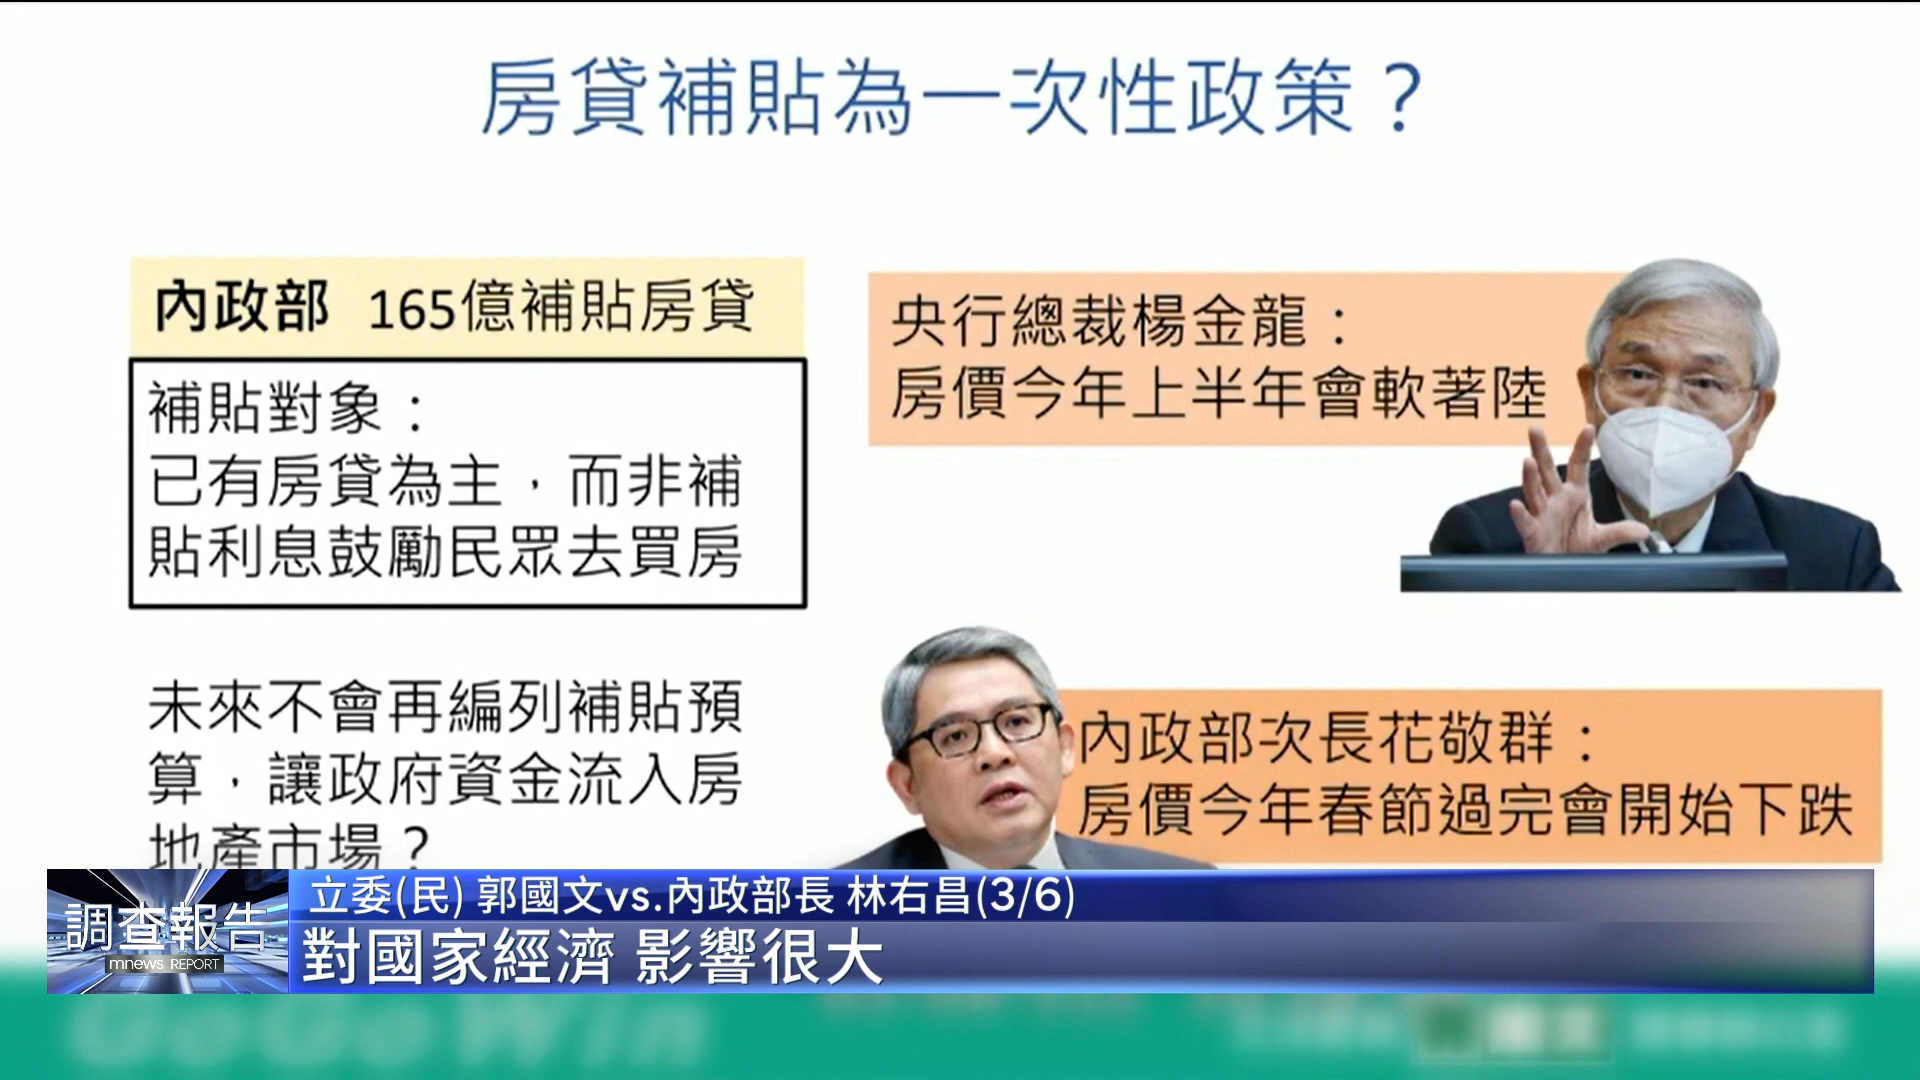 房貸補貼為一次性政策？
內政部 165億補貼房貸
補貼對象：
已有房貸為主，而非補
貼利息鼓勵民眾去買房
未來不會再編列補貼預
算，讓政府資金流入房
地產市場？
央行總裁楊金龍：
房價今年上半年會軟著陸
內政部次長花敬群：
房價今年春節過完會開始下跌
調查報告
mnews REPORT
立委(民) 郭國文vs.內政部長 林右昌(3/6)
對國家經濟 影響很大
GoGoWin